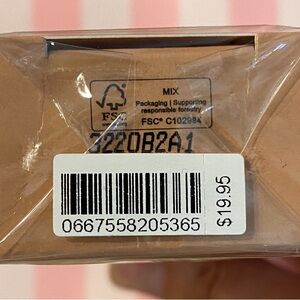 MIX
Packaging | Supporting
responsible forestry
FSC
FSC® C102984
3220B2A1
0667558205365
$19.95